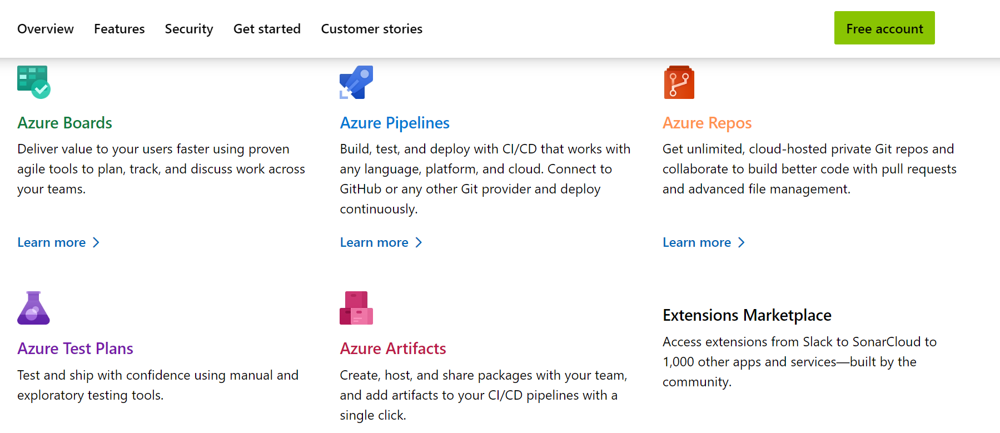 Overview Features Security Get started Customer stories Free account
Azure Boards
Deliver value to your users faster using proven
agile tools to plan, track, and discuss work across
your teams.
Learn more
Azure Pipelines
Build, test, and deploy with CI/CD that works with
any language, platform, and cloud. Connect to
GitHub or any other Git provider and deploy
continuously.
Learn more
Azure Repos
Get unlimited, cloud-hosted private Git repos and
collaborate to build better code with pull requests
and advanced file management.
Learn more
Azure Test Plans
Test and ship with confidence using manual and
exploratory testing tools.
Azure Artifacts
Create, host, and share packages with your team,
and add artifacts to your CI/CD pipelines with a
single click.
Extensions Marketplace
Access extensions from Slack to SonarCloud to
1,000 other apps and services—built by the
community.